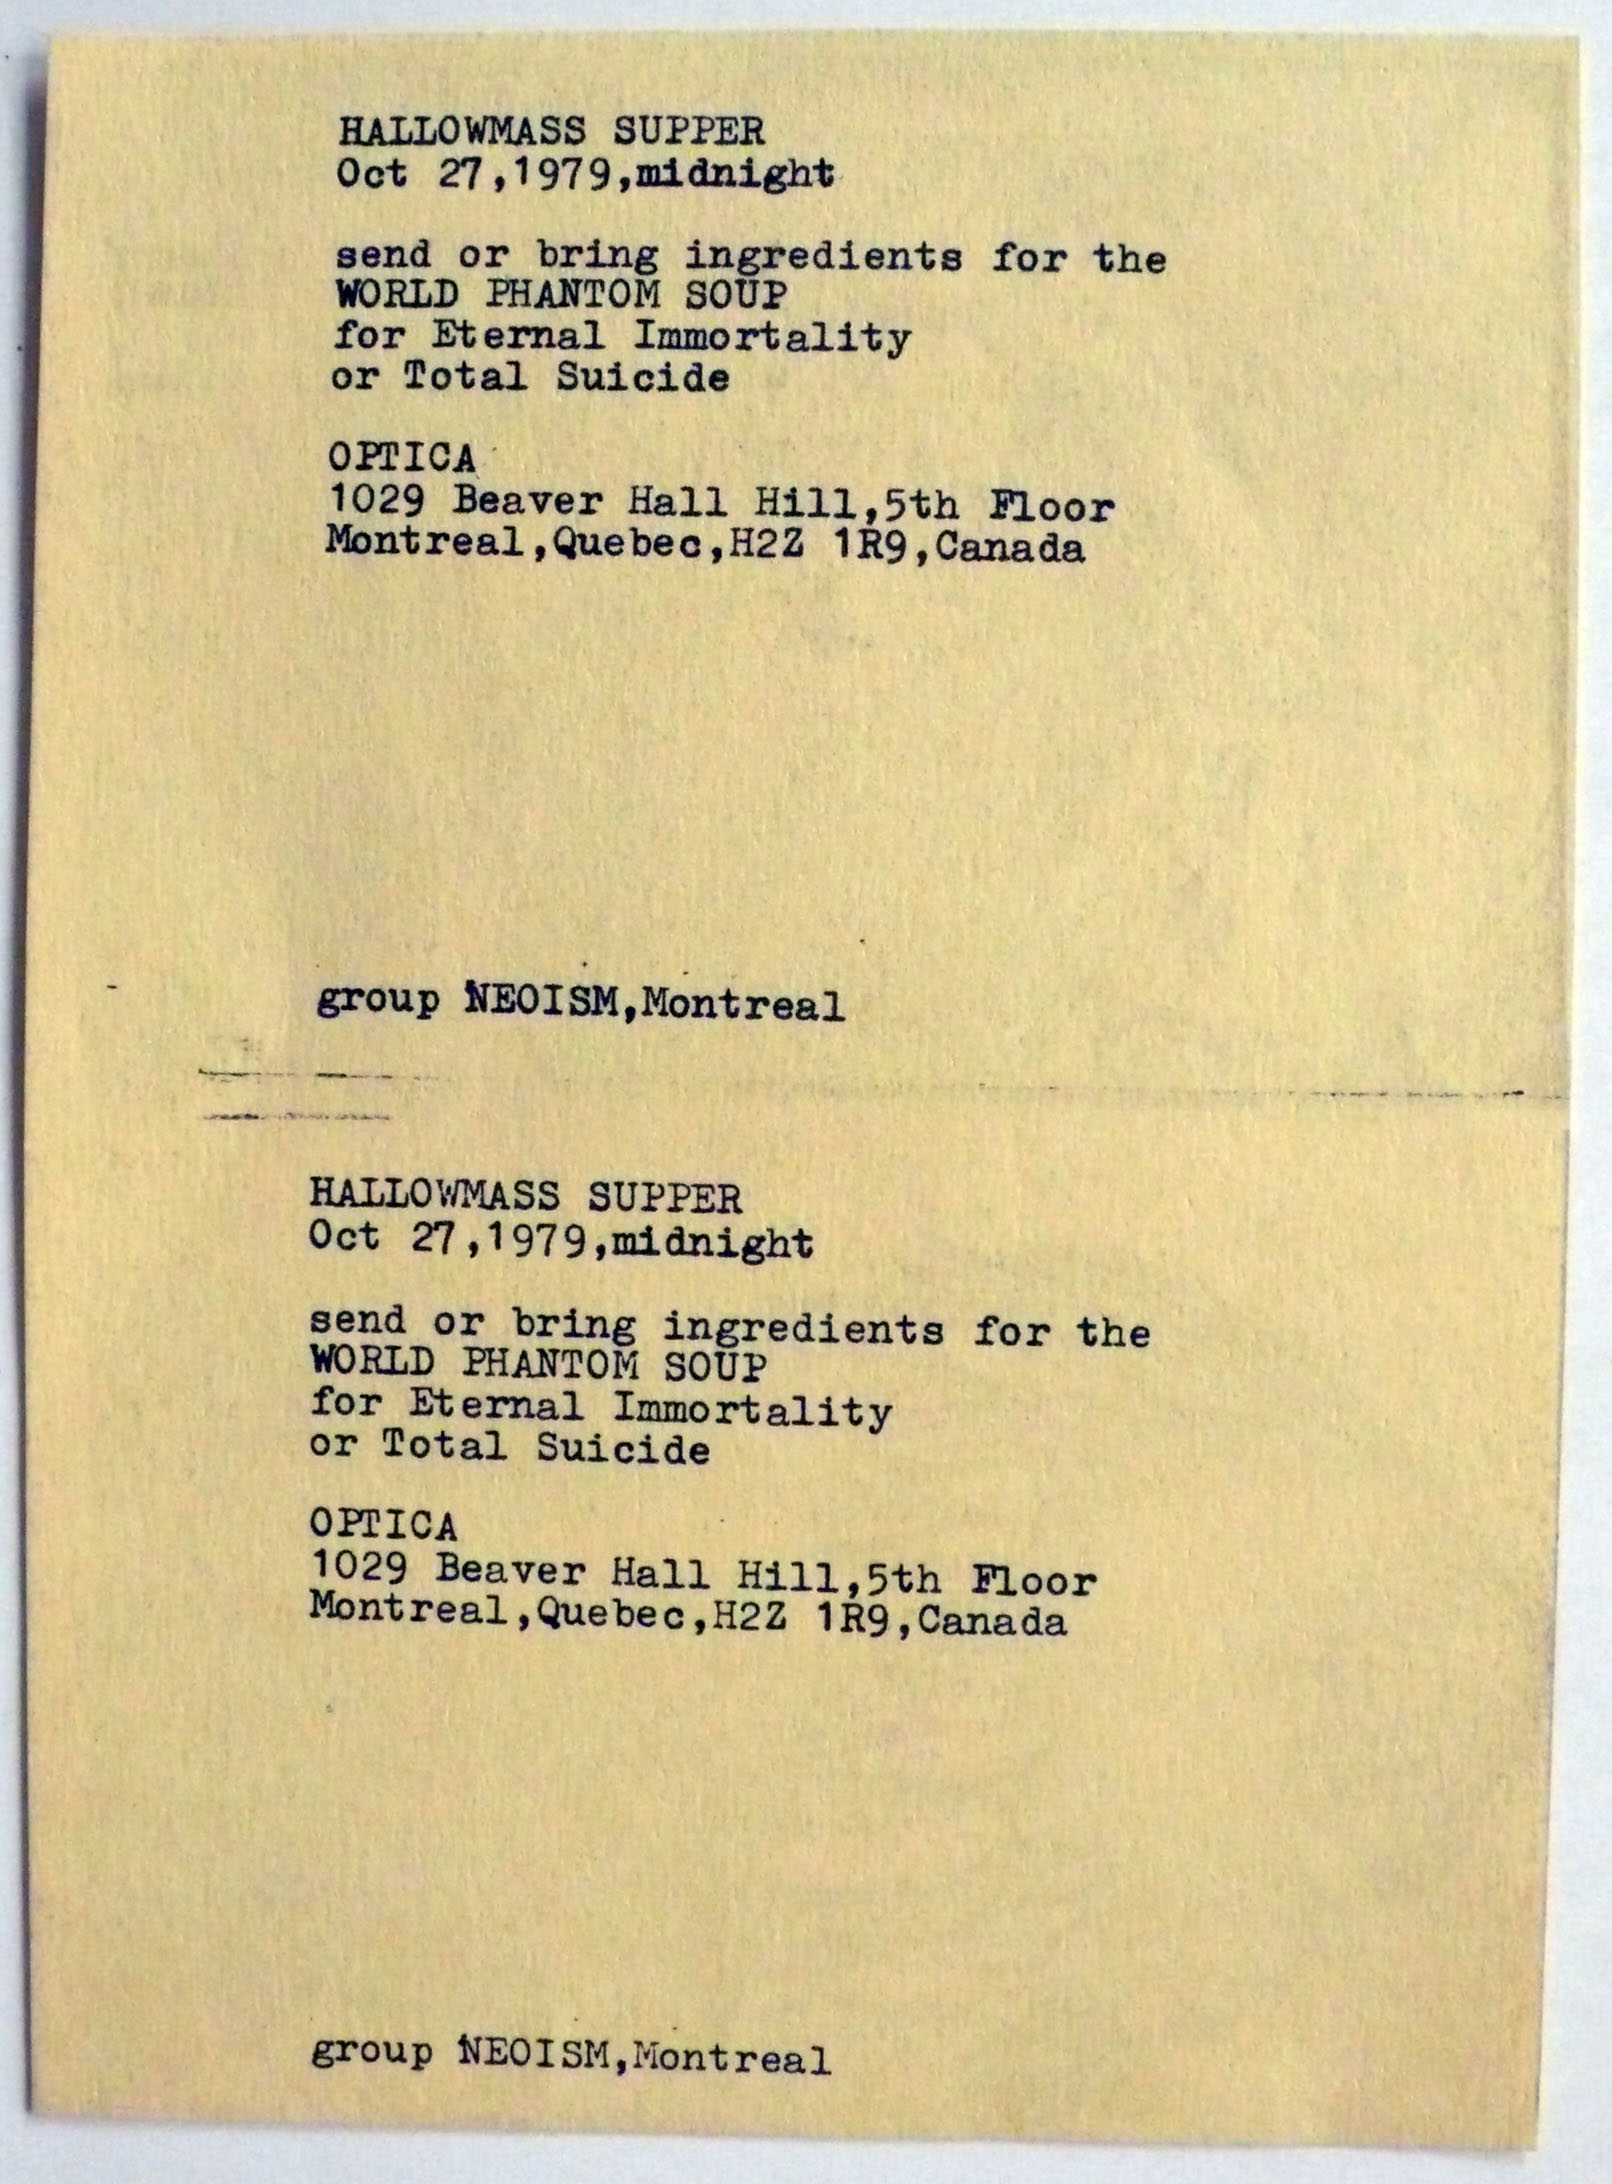 HALLOWMASS SUPPER
Oct 27,1979,midnight
send or bring ingredients for the
WORLD PHANTOM SOUP
for Eternal Immortality
or Total Suicide
OPTICA
1029 Beaver Hall Hill,5th Floor
Montreal,Quebec,H2Z 1R9,Canada
group NEOISM,Montreal
HALLOWMASS SUPPER
Oct 27,1979,midnight
send or bring ingredients for the
WORLD PHANTOM SOUP
for Eternal Immortality
or Total Suicide
OPTICA
1029 Beaver Hall Hill,5th Floor
Montreal,Quebec,H2Z 1R9,Canada
group NEOISM,Montreal